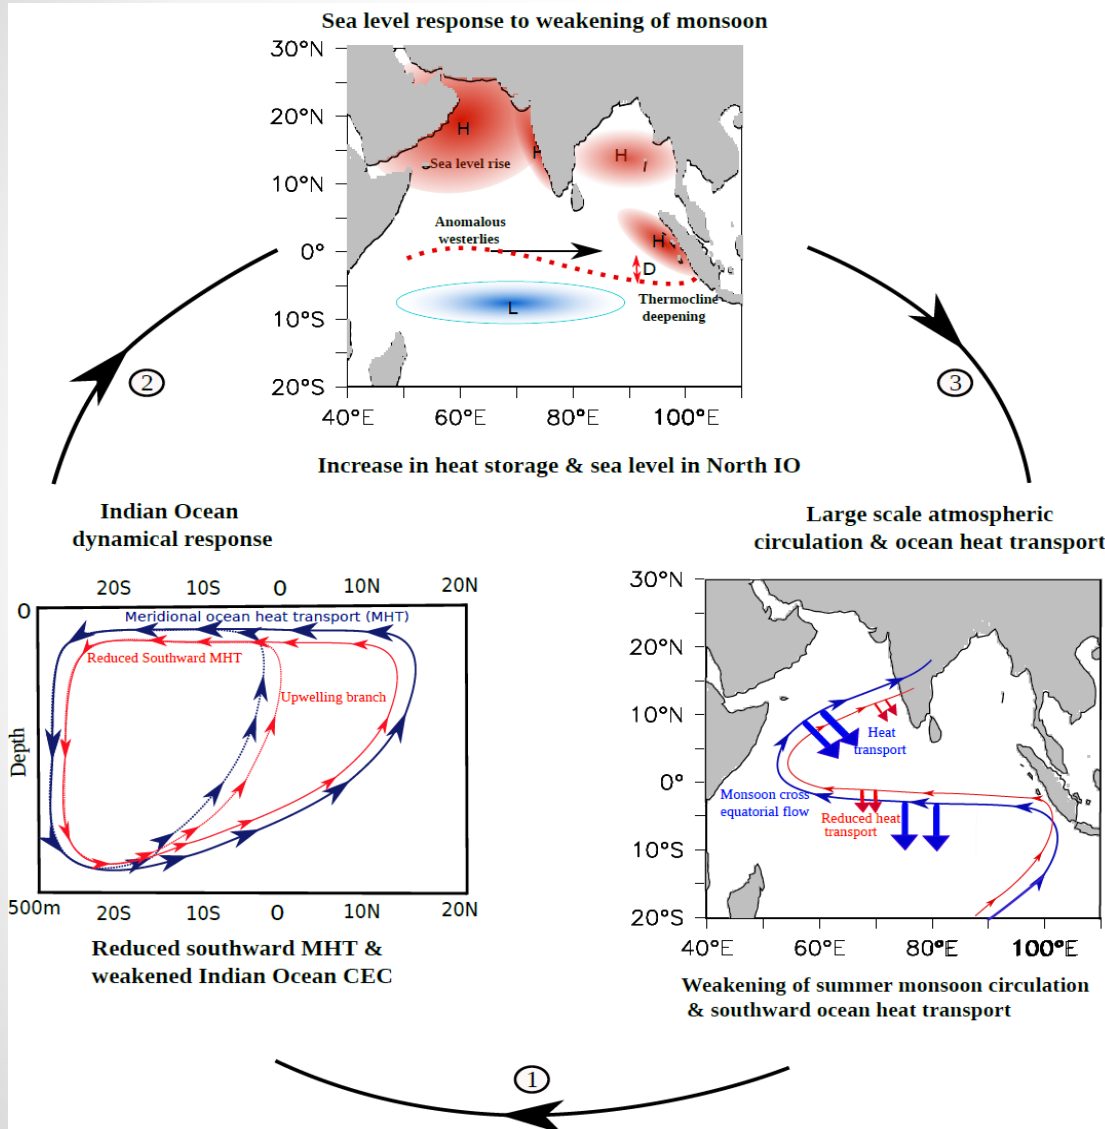 Sea level response to weakening of monsoon
30°N
20°N
10°N
0°
10°S
20°S
40°E
60°E
80°E
100°E
H
H
H
H
Sea level rise
Anomalous
westerlies
D
Thermocline
deepening
L
Increase in heat storage & sea level in North IO
2
3
Indian Ocean
dynamical response
20S
10S
0
10N
20N
0
Meridional ocean heat transport (MHT)
Reduced Southward MHT
Upwelling branch
Depth
500m
20S
10S
0
10N
20N
Reduced southward MHT &
weakened Indian Ocean CEC
Large scale atmospheric
circulation & ocean heat transport
30°N
20°N
10°N
0°
10°S
20°S
40°E
60°E
80°E
100°E
Heat
transport
Monsoon cross
equatorial flow
Reduced heat
transport
Weakening of summer monsoon circulation
& southward ocean heat transport
1